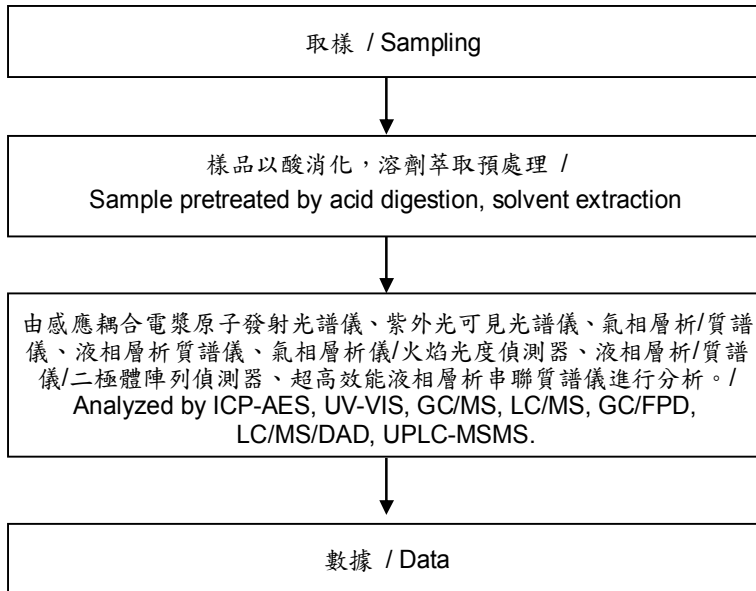 取樣 / Sampling
樣品以酸消化，溶劑萃取預處理 /
Sample pretreated by acid digestion, solvent extraction
由感應耦合電漿原子發射光譜儀、紫外光可見光譜儀、氣相層析/質譜
儀、液相層析質譜儀、氣相層析儀/火焰光度偵測器、液相層析/質譜
儀/二極體陣列偵測器、超高效能液相層析串聯質譜儀進行分析。/
Analyzed by ICP-AES, UV-VIS, GC/MS, LC/MS, GC/FPD,
LC/MS/DAD, UPLC-MSMS.
數據 / Data